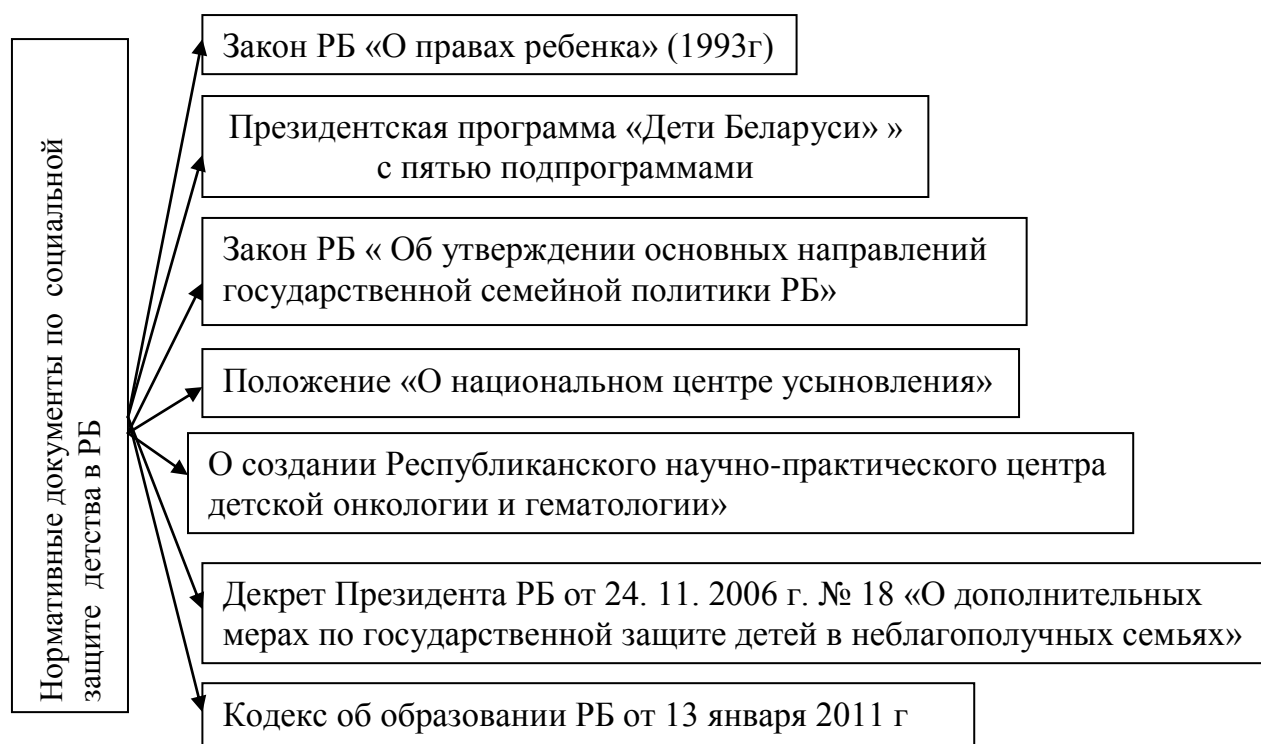 Нормативные документы по социальной
защите детства в РБ
Закон РБ «О правах ребенка» (1993г)
Президентская программа «Дети Беларуси» »
с пятью подпрограммами
Закон РБ « Об утверждении основных направлений
государственной семейной политики РБ»
Положение «О национальном центре усыновления»
О создании Республиканского научно-практического центра
детской онкологии и гематологии»
Декрет Президента РБ от 24. 11. 2006 г. № 18 «О дополнительных
мерах по государственной защите детей в неблагополучных семьях»
Кодекс об образовании РБ от 13 января 2011 г